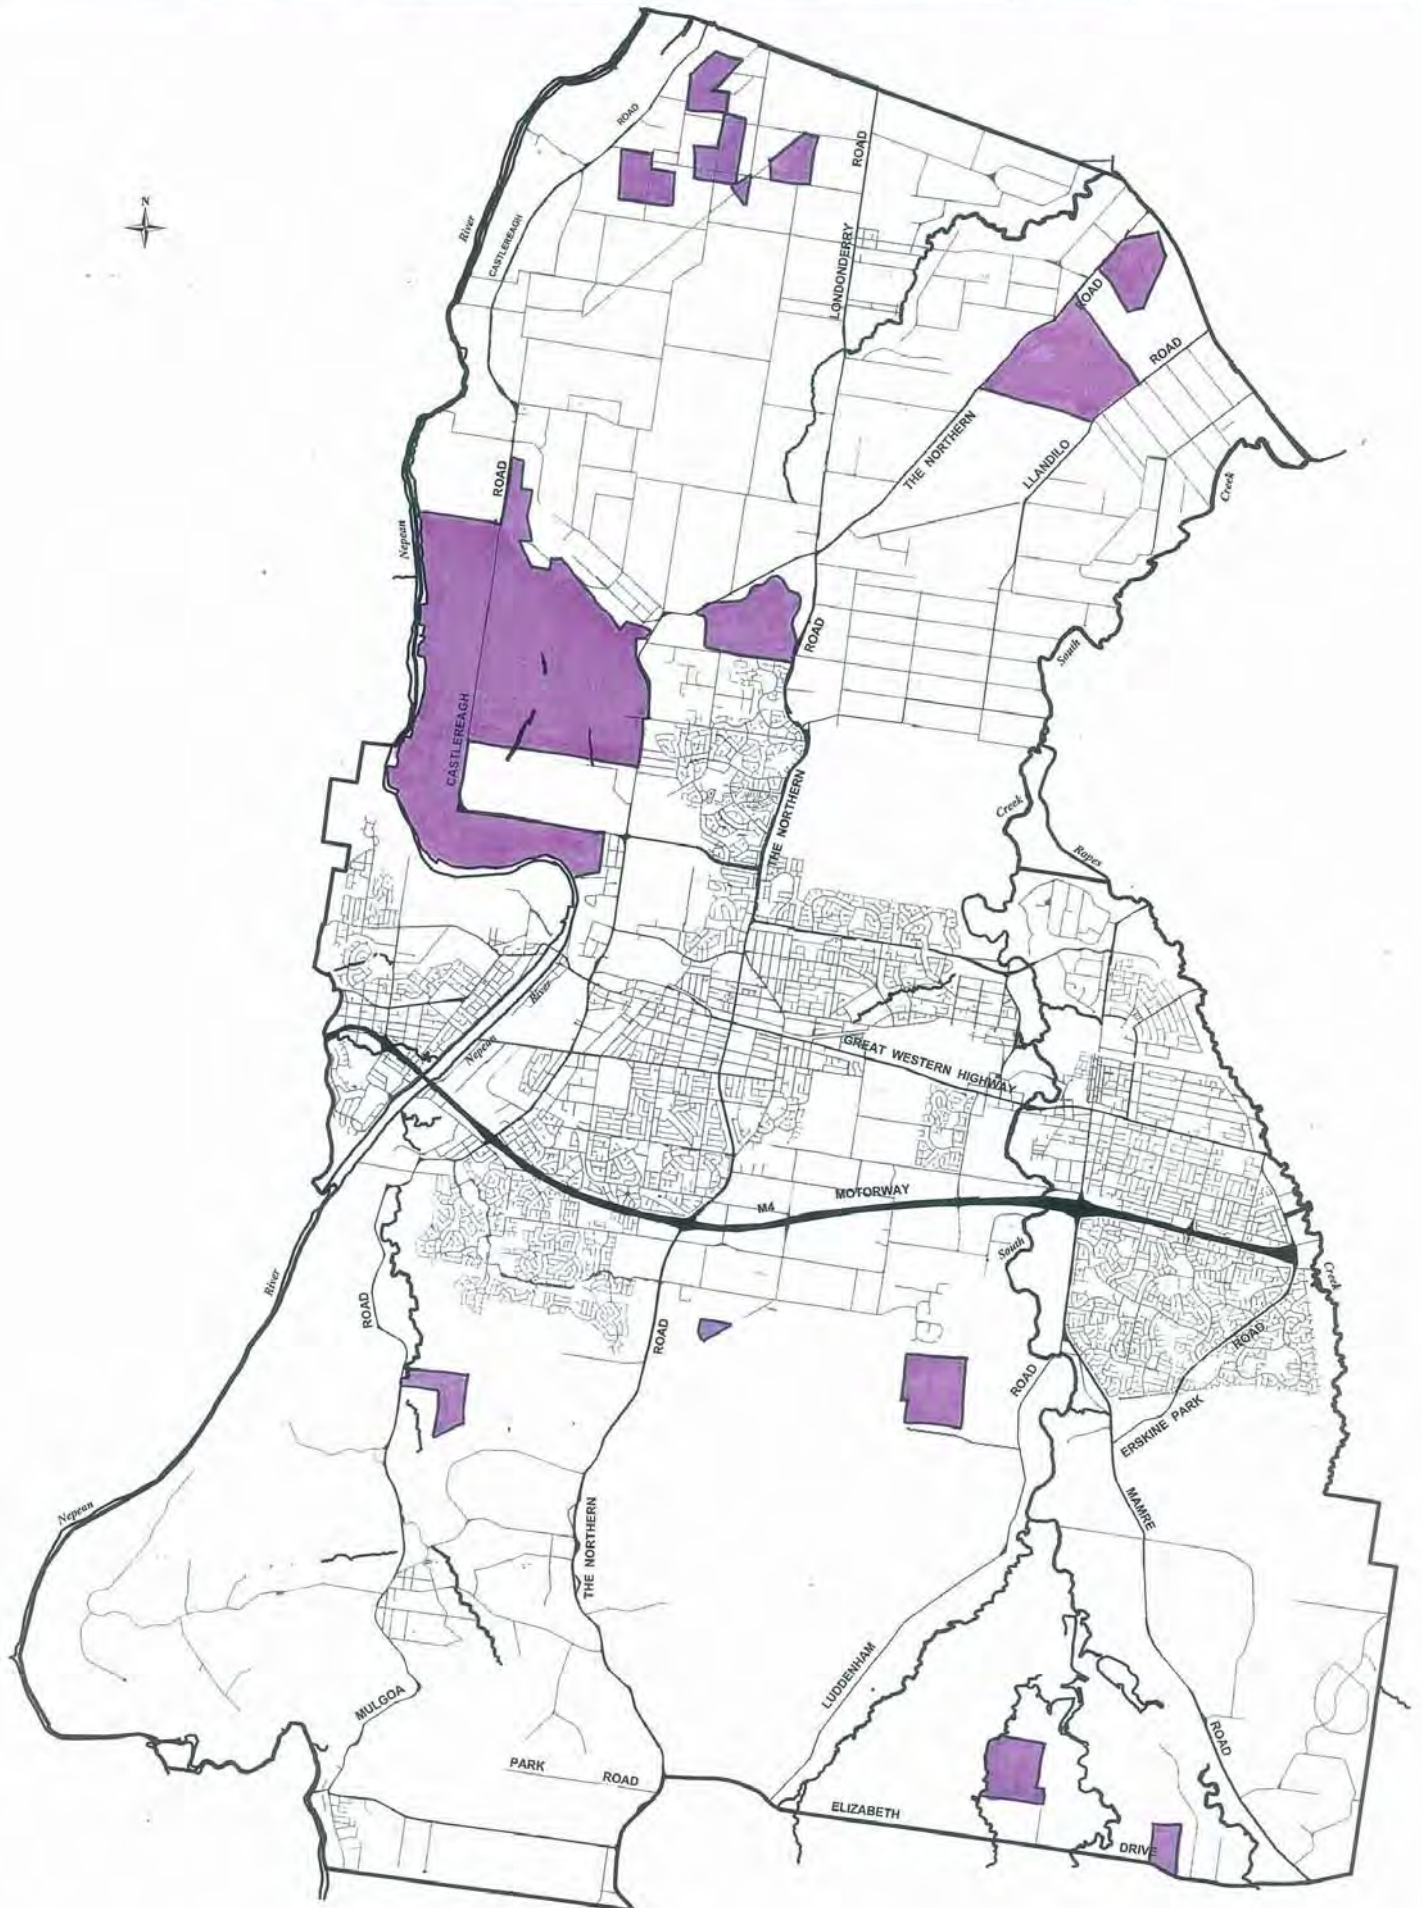 N
ROAD
ROAD
River
CASTLEREAGH
LONDONDERRY
ROAD
ROAD
THE NORTHERN
LLANDILO
ROAD
Creek
Nepean
ROAD
South
CASTLEREAGH
THE NORTHERN
Creek
Ropes
River
Nepean
GREAT WESTERN HIGHWAY
MOTORWAY
M4
South
River
Creek
ROAD
ROAD
ROAD
ROAD
ERSKINE PARK
Nepean
MAMRE
THE NORTHERN
LUDDENHAM
MULGOA
ROAD
PARK
ROAD
ELIZABETH
DRIVE